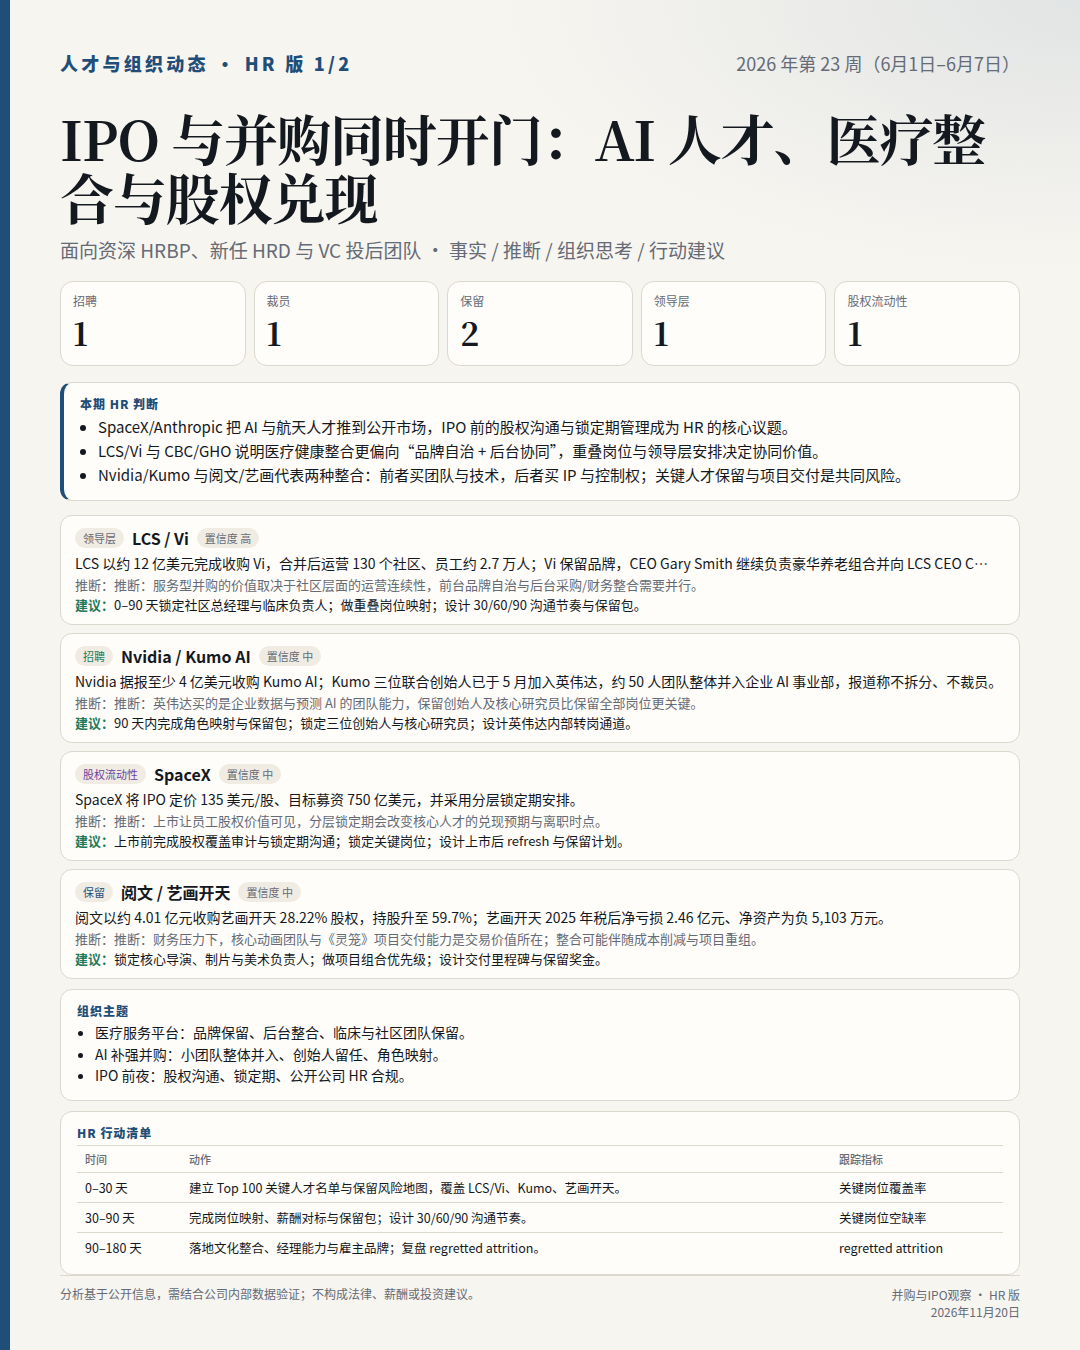 人才与组织动态 · HR 版 1/2
2026 年第 23 周（6月1日–6月7日）
IPO 与并购同时开门：AI 人才、医疗整
合与股权兑现
面向资深 HRBP、新任 HRD 与 VC 投后团队 · 事实 / 推断 / 组织思考 / 行动建议
招聘
1
裁员
1
保留
2
领导层
1
股权流动性
1
本期 HR 判断
• SpaceX/Anthropic 把 AI 与航天人才推到公开市场，IPO 前的股权沟通与锁定期管理成为 HR 的核心议题。
• LCS/Vi 与 CBC/GHO 说明医疗健康整合更偏向“品牌自治 + 后台协同”，重叠岗位与领导层安排决定协同价值。
• Nvidia/Kumo 与阅文/艺画代表两种整合：前者买团队与技术，后者买 IP 与控制权；关键人才保留与项目交付是共同风险。
领导层 LCS / Vi 置信度 高
LCS 以约 12 亿美元完成收购 Vi，合并后运营 130 个社区、员工约 2.7 万人；Vi 保留品牌，CEO Gary Smith 继续负责豪华养老组合并向 LCS CEO C…
推断：推断：服务型并购的价值取决于社区层面的运营连续性，前台品牌自治与后台采购/财务整合需要并行。
建议：0–90 天锁定社区总经理与临床负责人；做重叠岗位映射；设计 30/60/90 沟通节奏与保留包。
招聘 Nvidia / Kumo AI 置信度 中
Nvidia 据报至少 4 亿美元收购 Kumo AI；Kumo 三位联合创始人已于 5 月加入英伟达，约 50 人团队整体并入企业 AI 事业部，报道称不拆分、不裁员。
推断：推断：英伟达买的是企业数据与预测 AI 的团队能力，保留创始人及核心研究员比保留全部岗位更关键。
建议：90 天内完成角色映射与保留包；锁定三位创始人与核心研究员；设计英伟达内部转岗通道。
股权流动性 SpaceX 置信度 中
SpaceX 将 IPO 定价 135 美元/股、目标募资 750 亿美元，并采用分层锁定期安排。
推断：推断：上市让员工股权价值可见，分层锁定期会改变核心人才的兑现预期与离职时点。
建议：上市前完成股权覆盖审计与锁定期沟通；锁定关键岗位；设计上市后 refresh 与保留计划。
保留 阅文 / 艺画开天 置信度 中
阅文以约 4.01 亿元收购艺画开天 28.22% 股权，持股升至 59.7%；艺画开天 2025 年税后净亏损 2.46 亿元、净资产为负 5,103 万元。
推断：推断：财务压力下，核心动画团队与《灵笼》项目交付能力是交易价值所在；整合可能伴随成本削减与项目重组。
建议：锁定核心导演、制片与美术负责人；做项目组合优先级；设计交付里程碑与保留奖金。
组织主题
• 医疗服务平台：品牌保留、后台整合、临床与社区团队保留。
• AI 补强并购：小团队整体并入、创始人留任、角色映射。
• IPO 前夜：股权沟通、锁定期、公开公司 HR 合规。
HR 行动清单
时间 动作 跟踪指标
0–30 天 建立 Top 100 关键人才名单与保留风险地图，覆盖 LCS/Vi、Kumo、艺画开天。 关键岗位覆盖率
30–90 天 完成岗位映射、薪酬对标与保留包；设计 30/60/90 沟通节奏。 关键岗位空缺率
90–180 天 落地文化整合、经理能力与雇主品牌；复盘 regretted attrition。 regretted attrition
分析基于公开信息，需结合公司内部数据验证；不构成法律、薪酬或投资建议。
并购与IPO观察 · HR 版
2026年11月20日